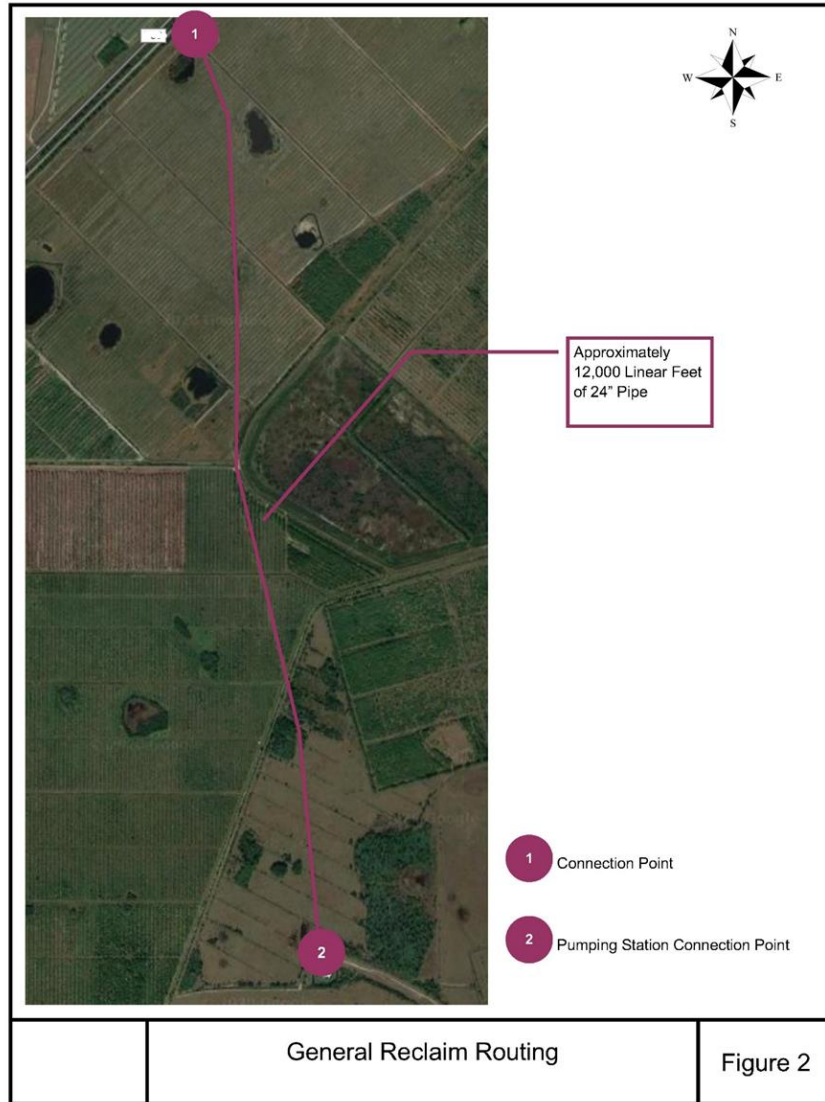 1
N
W E
S
Approximately
12,000 Linear Feet
of 24" Pipe
1 Connection Point
2 Pumping Station Connection Point
2
General Reclaim Routing
Figure 2